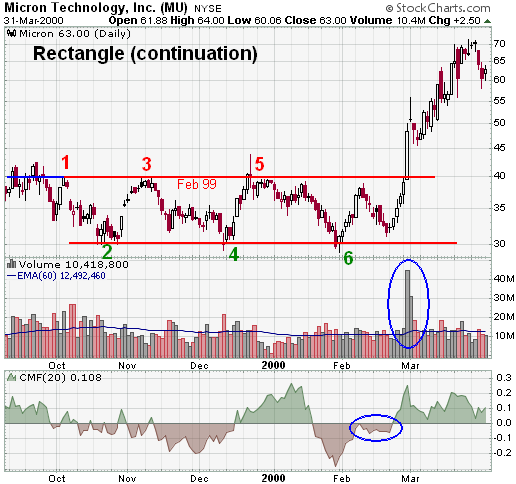 Micron Technology, Inc. (MU) NYSE © StockCharts.com
31-Mar-2000 Open 61.88 High 64.00 Low 60.06 Close 63.00 Volume 10.4M Chg +2.50
Micron 63.00 (Daily)
Rectangle (continuation)
70
65
60
55
50
45
40
35
30
1
3
5
Feb 99
2
4
6
Volume 10,418,800
EMA(60) 12,492,460
40M
30M
20M
10M
Oct Nov Dec 2000 Feb Mar
CMF(20) 0.108
0.3
0.2
0.1
0.0
-0.1
-0.2
Oct Nov Dec 2000 Feb Mar